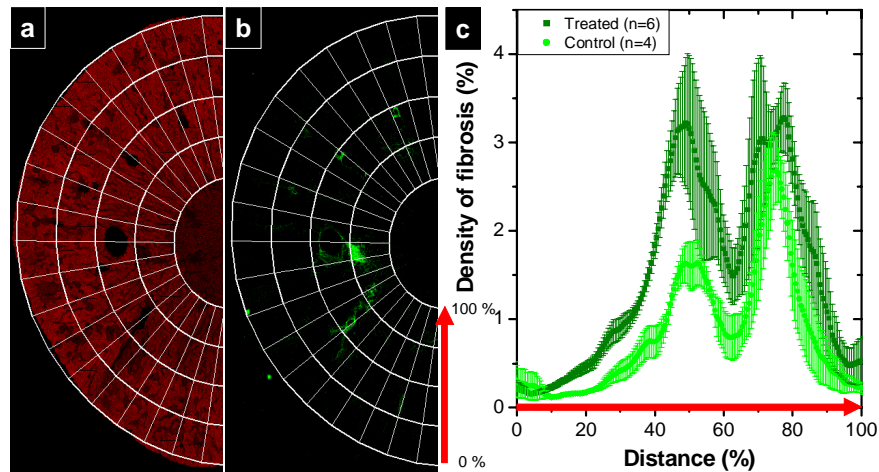 a
b
c
Treated (n=6)
Control (n=4)
Density of fibrosis (%)
4
3
2
1
0
100 %
0 %
0 20 40 60 80 100
Distance (%)